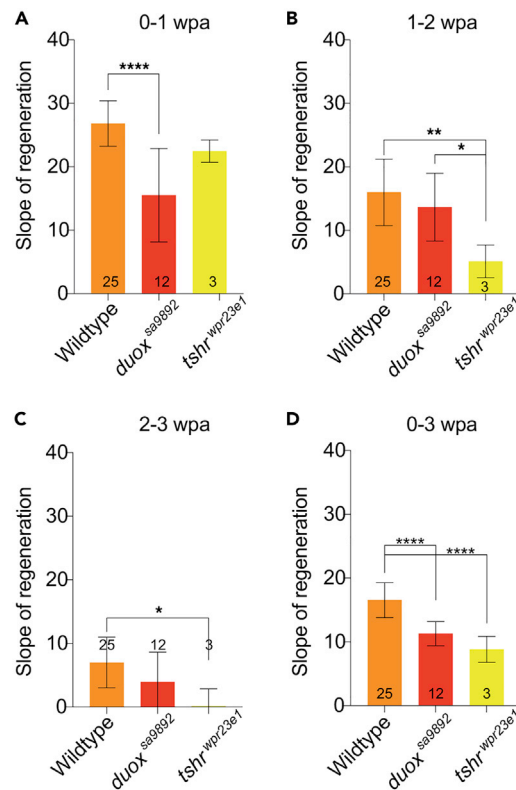 A
0-1 wpa
Slope of regeneration
40
30
20
10
0
****
25
12
3
Wildtype
duox sa9892
tshr wpr23e1
B
1-2 wpa
Slope of regeneration
40
30
20
10
0
**
*
25
12
3
Wildtype
duox sa9892
tshr wpr23e1
C
2-3 wpa
Slope of regeneration
40
30
20
10
0
*
25
12
3
Wildtype
duox sa9892
tshr wpr23e1
D
0-3 wpa
Slope of regeneration
40
30
20
10
0
****
****
25
12
3
Wildtype
duox sa9892
tshr wpr23e1